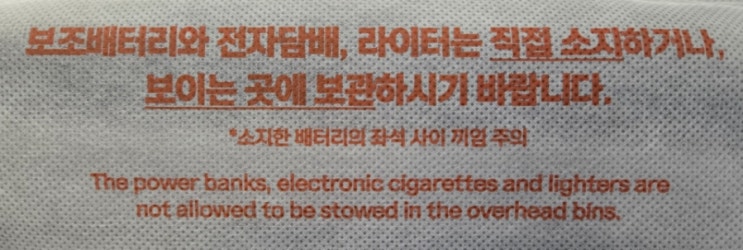 보조배터리와 전자담배, 라이터는 직접 소지하거나,
보이는 곳에 보관하시기 바랍니다.
*소지한 배터리의 좌석 사이 끼임 주의
The power banks, electronic cigarettes and lighters are
not allowed to be stowed in the overhead bins.